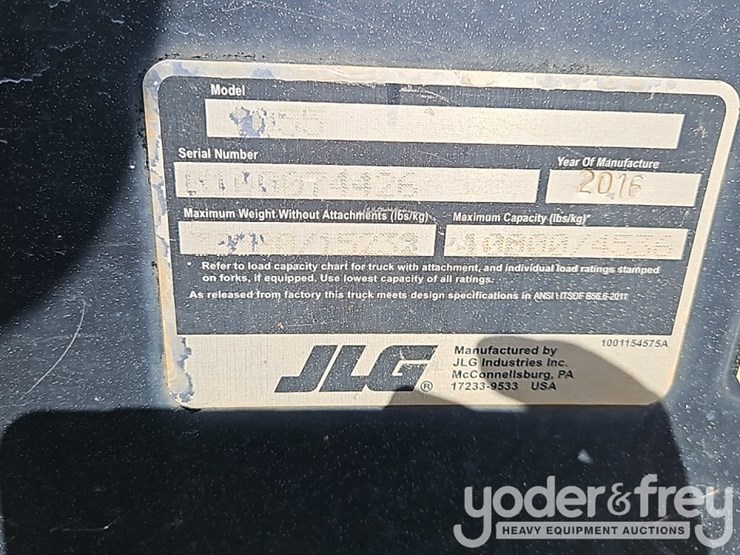 Model
Serial Number
Year Of Manufacture
2016
Maximum Weight Without Attachments (lbs/kg)
Maximum Capacity (lbs/kg)*
* Refer to load capacity chart for truck with attachment, and individual load ratings stamped
on forks, if equipped. Use lowest capacity of all ratings.
As released from factory this truck meets design specifications in ANSI \ ITSDF B56.6-2011
1001154575A
JLG®
Manufactured by
JLG Industries Inc.
McConnellsburg, PA
17233-9533 USA
yoder&frey
HEAVY EQUIPMENT AUCTIONS